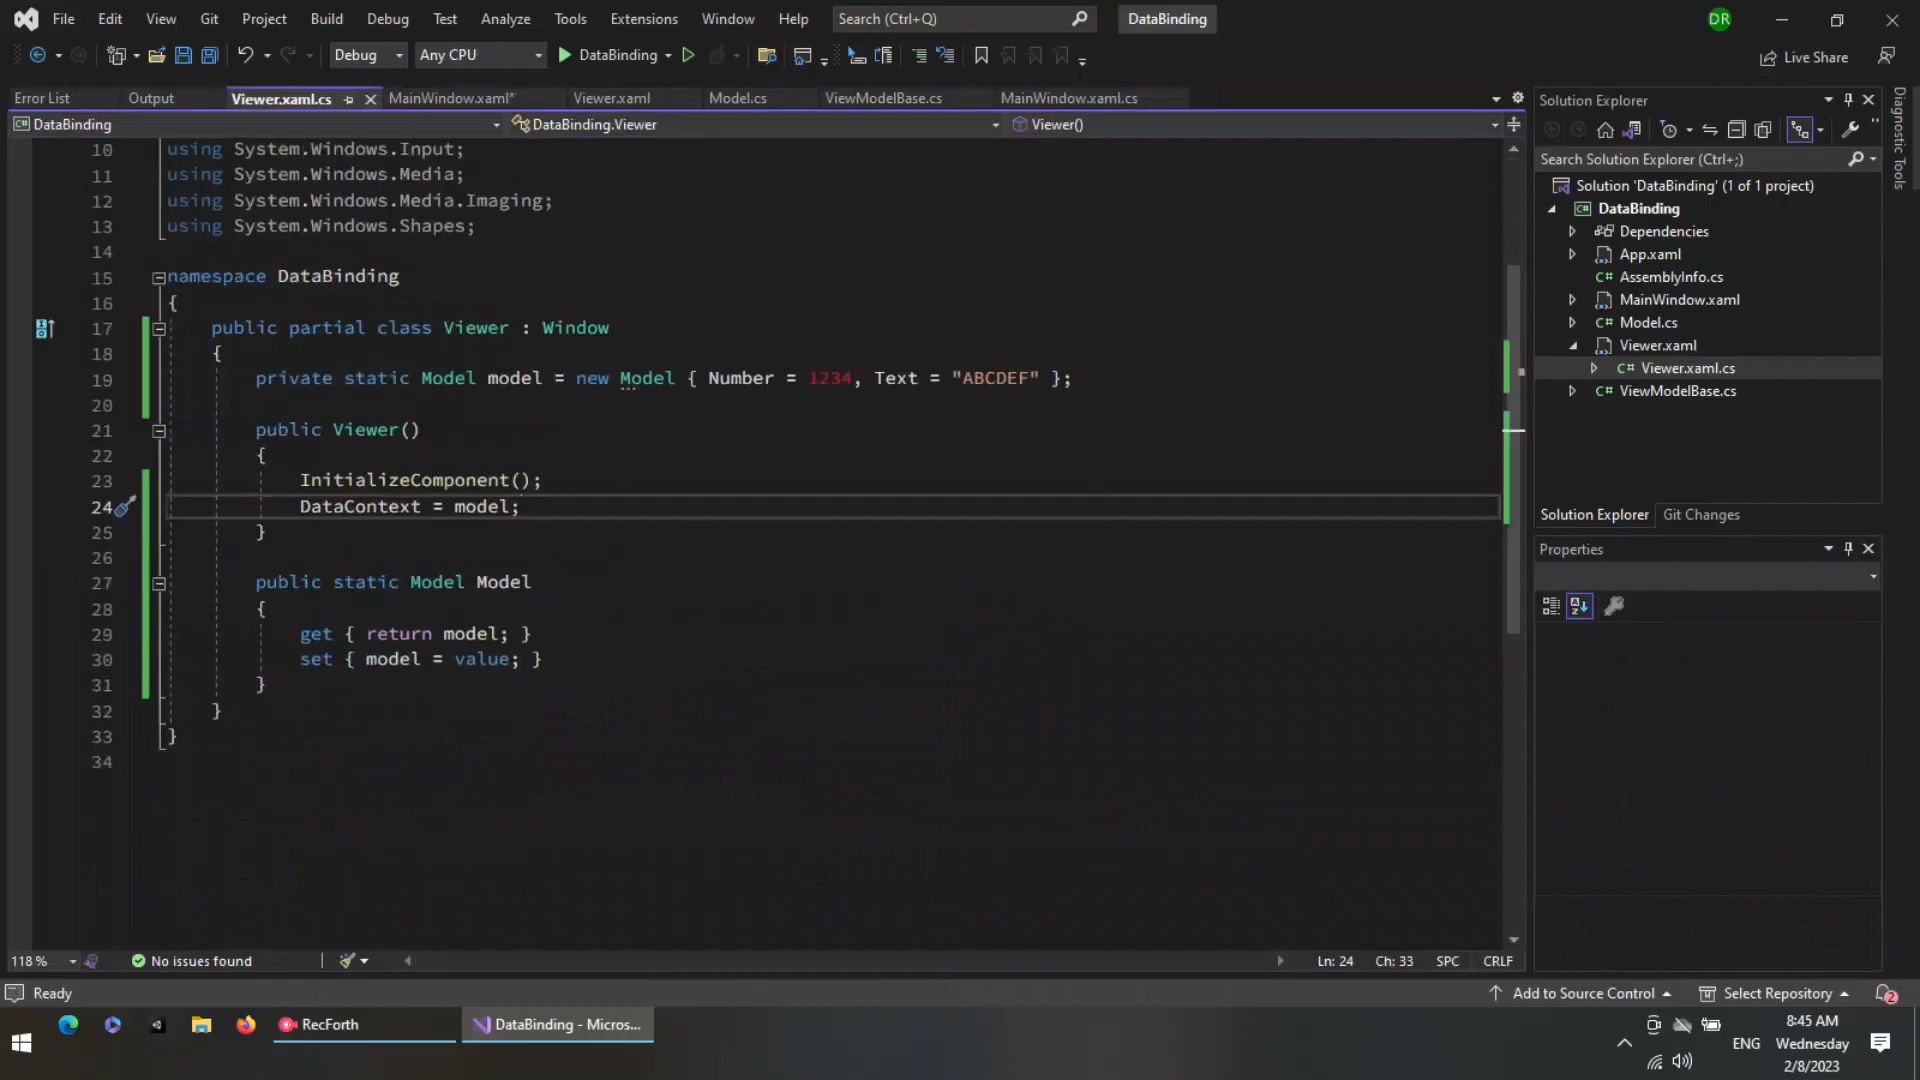 File Edit View Git Project Build Debug Test Analyze Tools Extensions Window Help Search (Ctrl+Q) DataBinding DR
Debug Any CPU DataBinding Live Share
Error List Output Viewer.xaml.cs MainWindow.xaml* Viewer.xaml Model.cs ViewModelBase.cs MainWindow.xaml.cs
DataBinding DataBinding.Viewer Viewer()
10 using System.Windows.Input;
11 using System.Windows.Media;
12 using System.Windows.Media.Imaging;
13 using System.Windows.Shapes;
14
15 namespace DataBinding
16 {
17 public partial class Viewer : Window
18 {
19 private static Model model = new Model { Number = 1234, Text = "ABCDEF" };
20
21 public Viewer()
22 {
23 InitializeComponent();
24 DataContext = model;
25 }
26
27 public static Model Model
28 {
29 get { return model; }
30 set { model = value; }
31 }
32 }
33 }
34
118 % No issues found Ln: 24 Ch: 33 SPC CRLF
Solution Explorer
Search Solution Explorer (Ctrl+;)
Solution 'DataBinding' (1 of 1 project)
DataBinding
Dependencies
App.xaml
C# AssemblyInfo.cs
MainWindow.xaml
C# Model.cs
Viewer.xaml
C# Viewer.xaml.cs
C# ViewModelBase.cs
Solution Explorer Git Changes
Properties
Diagnostic Tools
Ready Add to Source Control Select Repository 2
RecForth DataBinding - Micros...
ENG
8:45 AM
Wednesday
2/8/2023